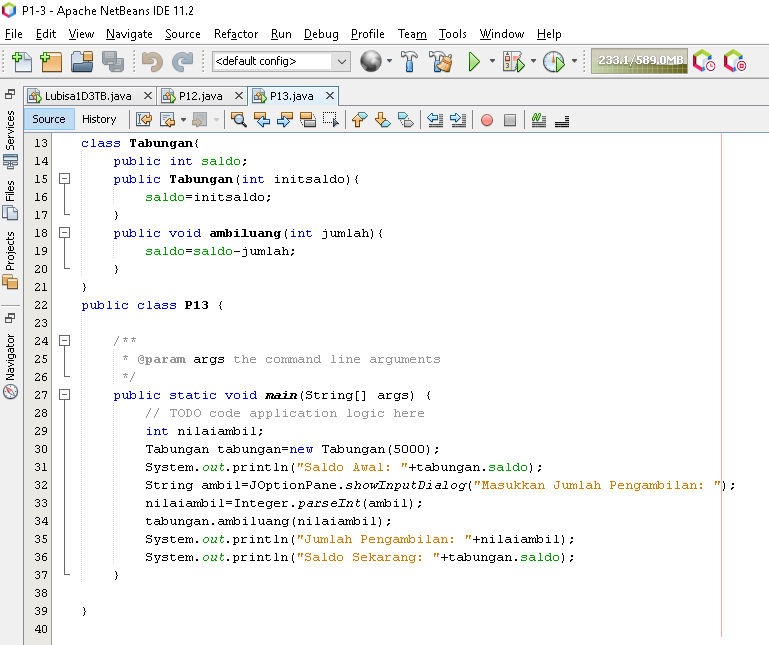 P1-3 - Apache NetBeans IDE 11.2
File Edit View Navigate Source Refactor Run Debug Profile Team Tools Window Help
<default config>
233.1/589.0MB
Lubisa1D3TB.java P12.java P13.java
Source History
Services
Files
Projects
Navigator
13 class Tabungan{
14 public int saldo;
15 public Tabungan(int initsaldo){
16 saldo=initsaldo;
17 }
18 public void ambiluang(int jumlah){
19 saldo=saldo-jumlah;
20 }
21 }
22 public class P13 {
23
24 /**
25 * @param args the command line arguments
26 */
27 public static void main(String[] args) {
28 // TODO code application logic here
29 int nilaiambil;
30 Tabungan tabungan=new Tabungan(5000);
31 System.out.println("Saldo Awal: "+tabungan.saldo);
32 String ambil=JOptionPane.showInputDialog("Masukkan Jumlah Pengambilan: ");
33 nilaiambil=Integer.parseInt(ambil);
34 tabungan.ambiluang(nilaiambil);
35 System.out.println("Jumlah Pengambilan: "+nilaiambil);
36 System.out.println("Saldo Sekarang: "+tabungan.saldo);
37 }
38
39 }
40